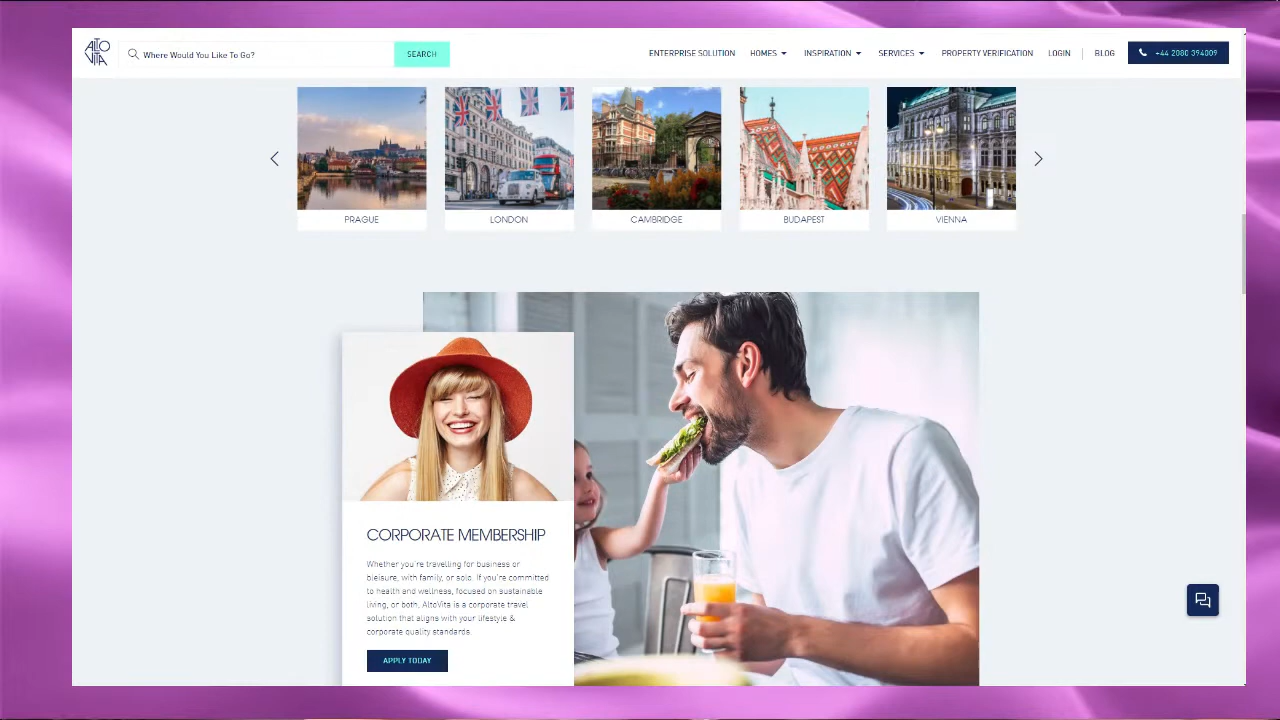 ALTO
VITA
Where Would You Like To Go?
SEARCH
ENTERPRISE SOLUTION
HOMES
INSPIRATION
SERVICES
PROPERTY VERIFICATION
LOGIN
BLOG
+44 2080 394009
PRAGUE
LONDON
CAMBRIDGE
BUDAPEST
VIENNA
CORPORATE MEMBERSHIP
Whether you're travelling for business or
bleisure, with family, or solo. If you're committed
to health and wellness, focused on sustainable
living, or both, AltoVita is a corporate travel
solution that aligns with your lifestyle &
corporate quality standards.
APPLY TODAY